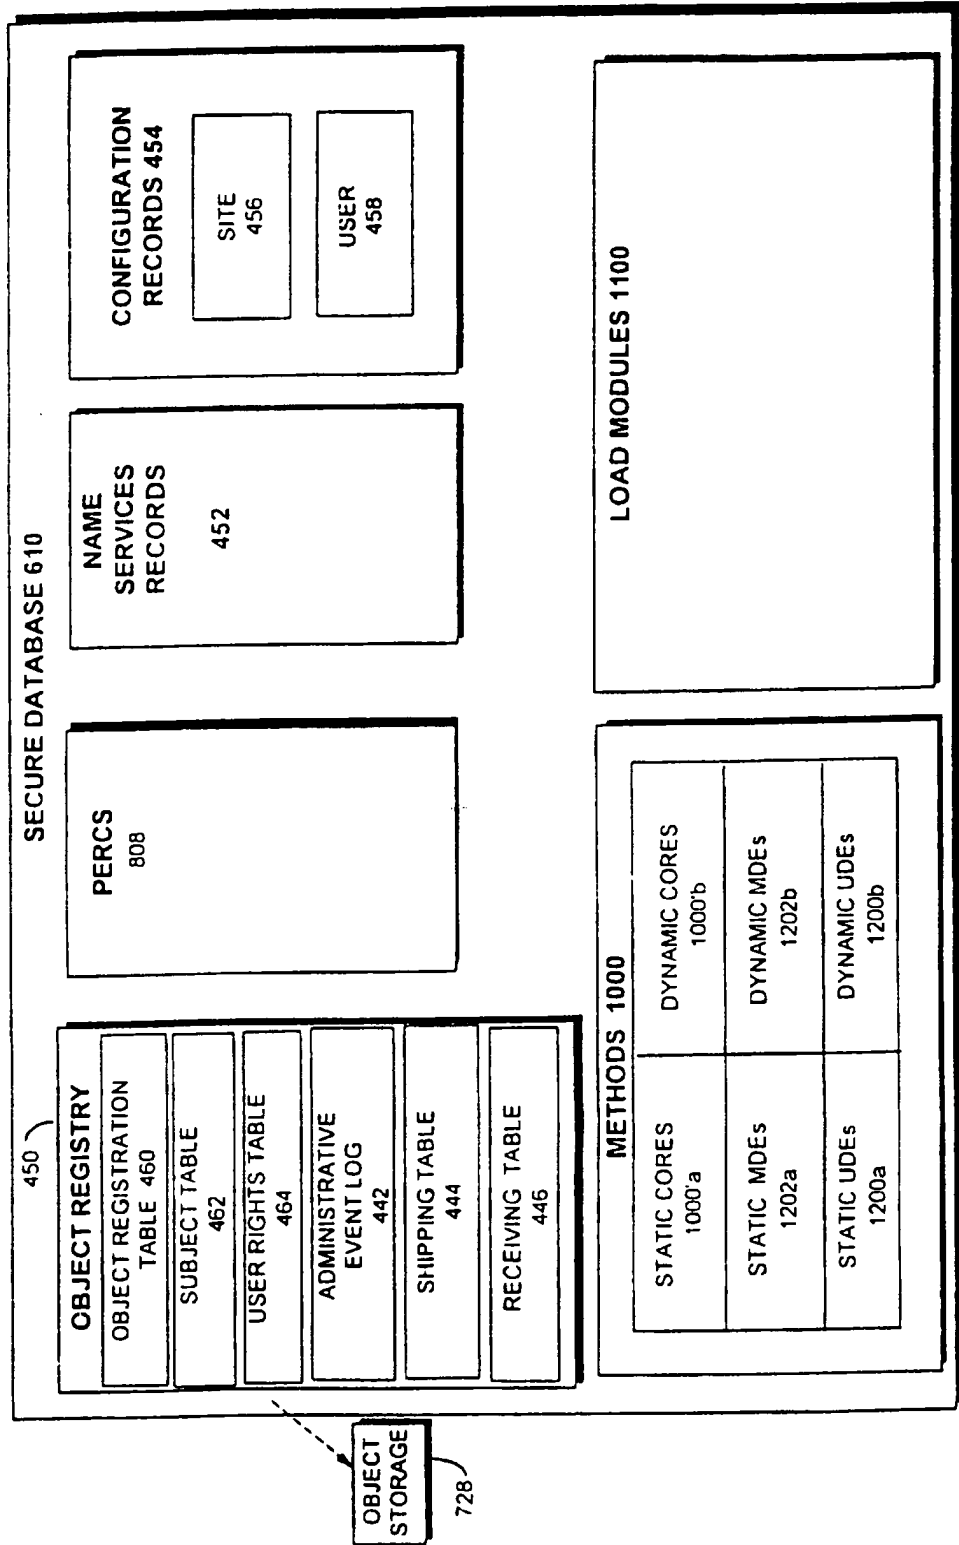 SECURE DATABASE 610
450
OBJECT REGISTRY
OBJECT REGISTRATION
TABLE 460
SUBJECT TABLE
462
USER RIGHTS TABLE
464
ADMINISTRATIVE
EVENT LOG
442
SHIPPING TABLE
444
RECEIVING TABLE
446
PERCS
808
NAME
SERVICES
RECORDS
452
CONFIGURATION
RECORDS 454
SITE
456
USER
458
OBJECT
STORAGE
728
METHODS 1000
STATIC CORES
1000'a
DYNAMIC CORES
1000'b
STATIC MDEs
1202a
DYNAMIC MDEs
1202b
STATIC UDEs
1200a
DYNAMIC UDEs
1200b
LOAD MODULES 1100